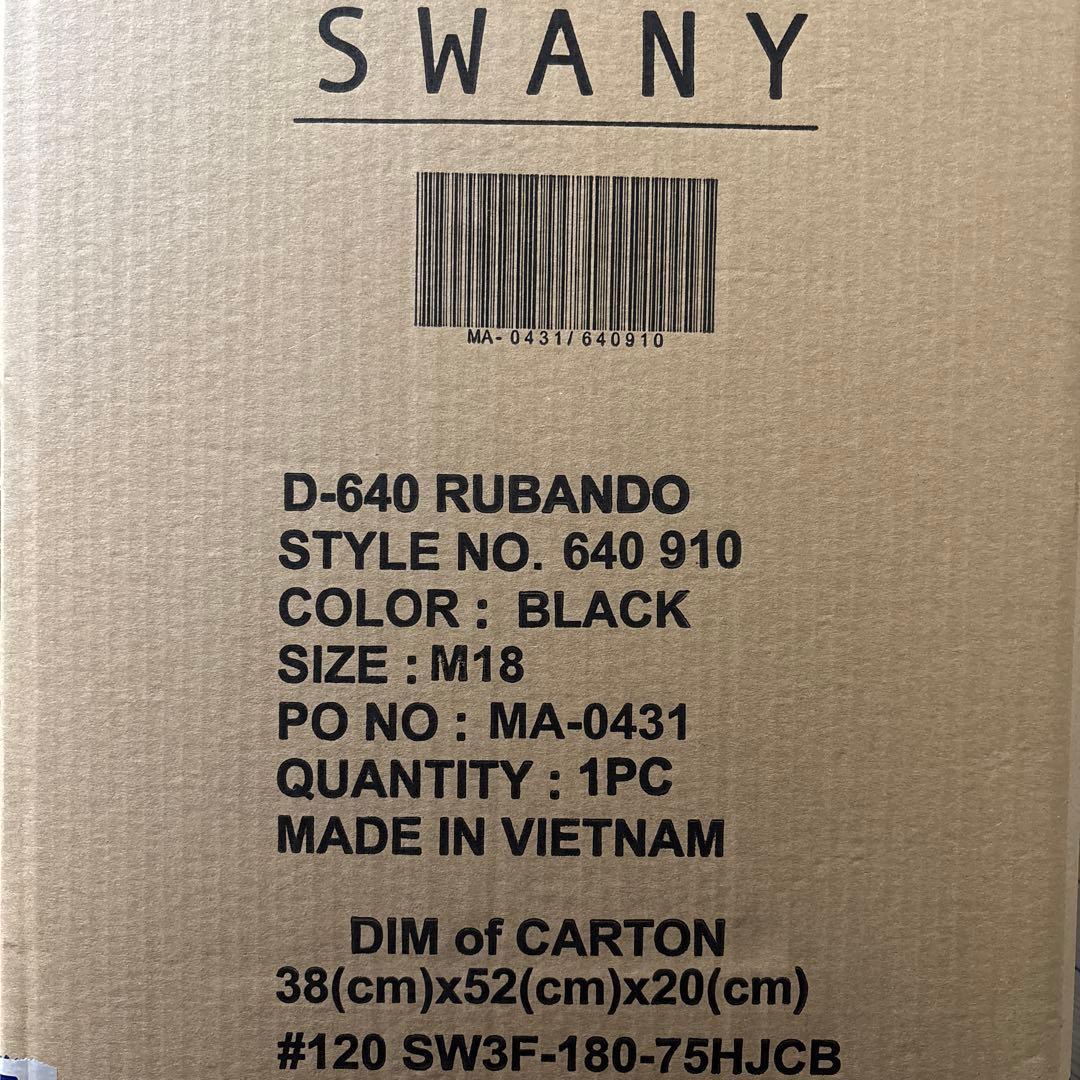 SWANY
MA-0431/640910
D-640 RUBANDO
STYLE NO. 640 910
COLOR : BLACK
SIZE : M18
PO NO : MA-0431
QUANTITY : 1PC
MADE IN VIETNAM
DIM of CARTON
38(cm)x52(cm)x20(cm)
#120 SW3F-180-75HJCB